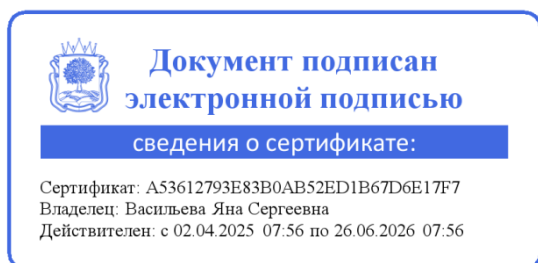 Документ подписан
электронной подписью
сведения о сертификате:
Сертификат: A53612793E83B0AB52ED1B67D6E17F7
Владелец: Васильева Яна Сергеевна
Действителен: с 02.04.2025 07:56 по 26.06.2026 07:56